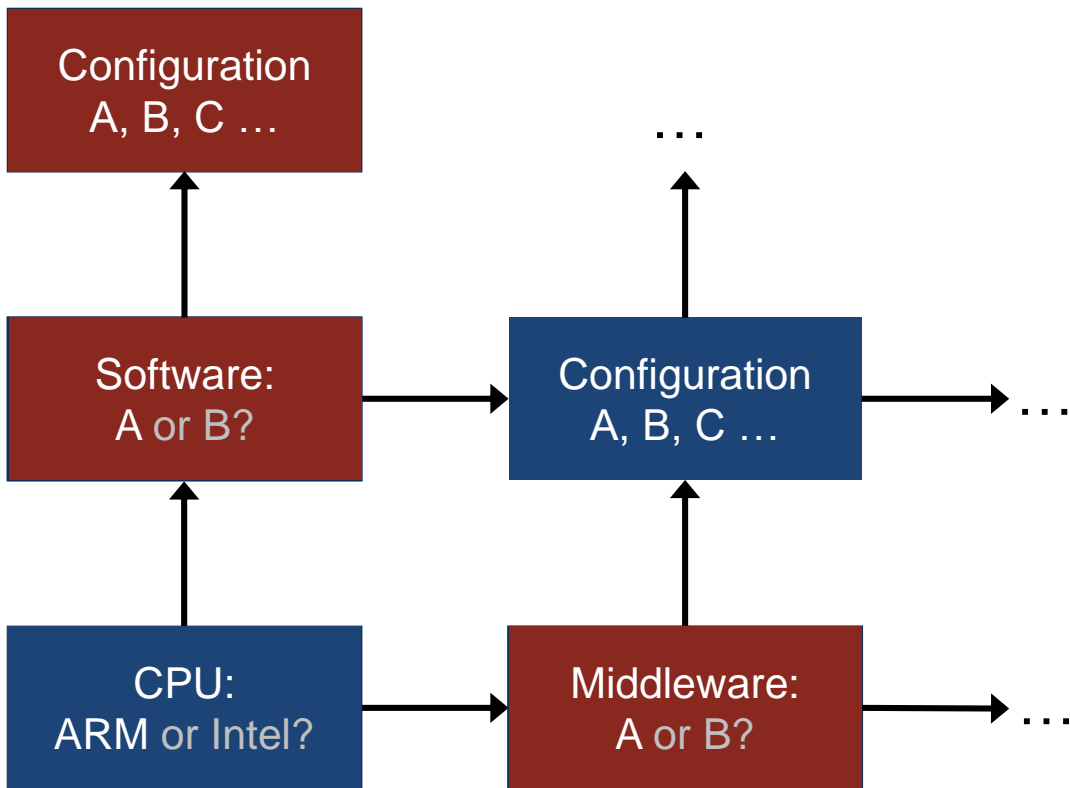 Configuration
A, B, C …
…
Software:
A or B?
Configuration
A, B, C …
…
CPU:
ARM or Intel?
Middleware:
A or B?
…